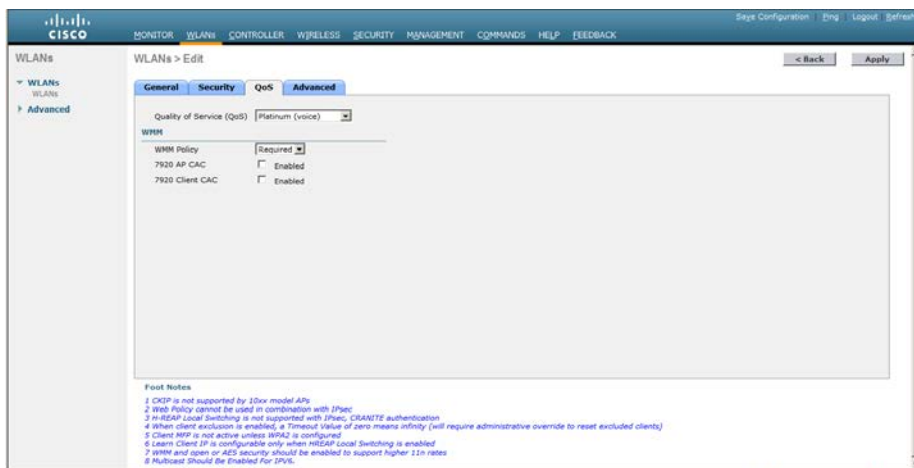 Save Configuration Ping Logout Refresh
CISCO
MONITOR WLANs CONTROLLER WIRELESS SECURITY MANAGEMENT COMMANDS HELP FEEDBACK
WLANs
WLANs > Edit
< Back Apply
WLANs
WLANs
Advanced
General Security QoS Advanced
Quality of Service (QoS) Platinum (voice)
WMM
WMM Policy Required
7920 AP CAC Enabled
7920 Client CAC Enabled
Foot Notes
1 CKIP is not supported by 10xx model APs
2 Web Policy cannot be used in combination with IPsec
3 H-REAP Local Switching is not supported with IPsec, CRANITE authentication
4 When client exclusion is enabled, a Timeout Value of zero means infinity (will require administrative override to reset excluded clients)
5 Client MFP is not active unless WPA2 is configured
6 Learn Client IP is configurable only when HREAP Local Switching is enabled
7 WMM and open or AES security should be enabled to support higher 11n rates
8 Multicast Should Be Enabled For IPV6.